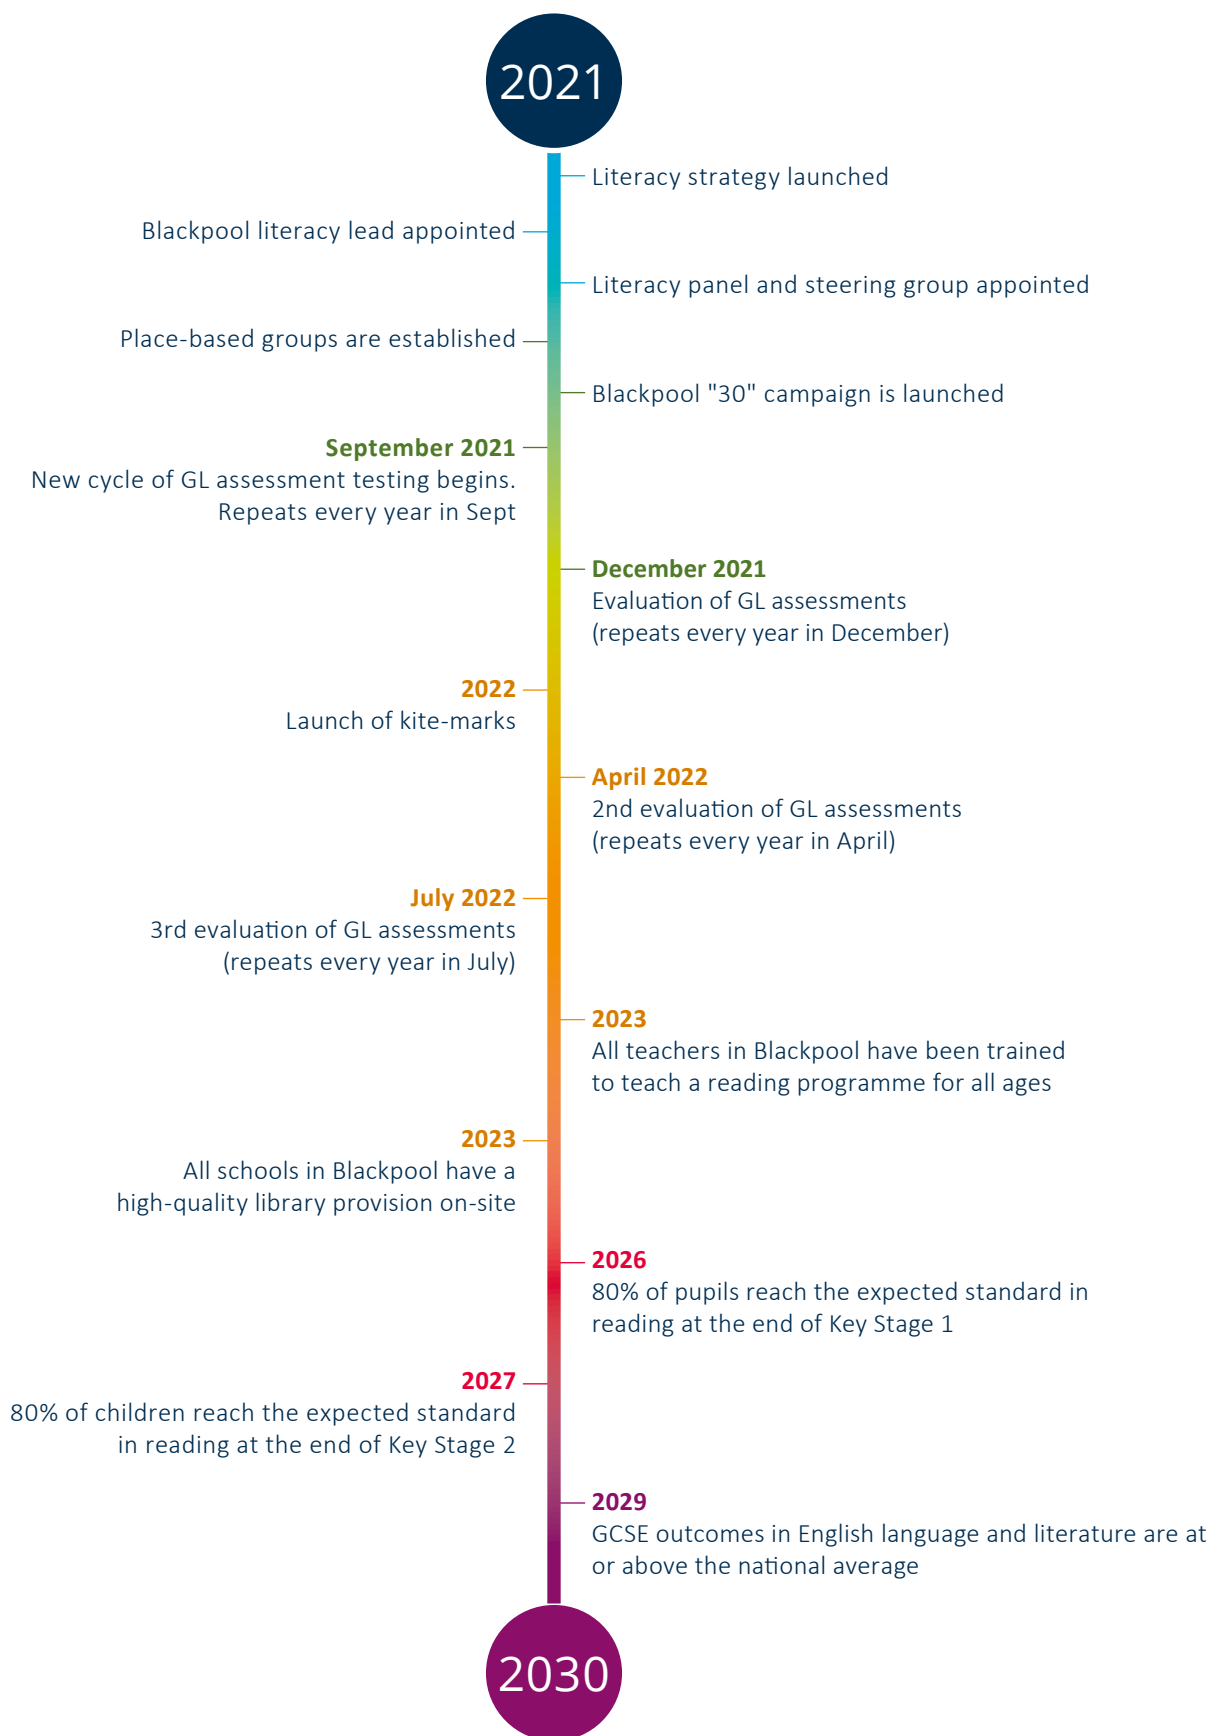 2021
Literacy strategy launched
Blackpool literacy lead appointed
Literacy panel and steering group appointed
Place-based groups are established
Blackpool "30" campaign is launched
September 2021
New cycle of GL assessment testing begins.
Repeats every year in Sept
December 2021
Evaluation of GL assessments
(repeats every year in December)
2022
Launch of kite-marks
April 2022
2nd evaluation of GL assessments
(repeats every year in April)
July 2022
3rd evaluation of GL assessments
(repeats every year in July)
2023
All teachers in Blackpool have been trained
to teach a reading programme for all ages
2023
All schools in Blackpool have a
high-quality library provision on-site
2026
80% of pupils reach the expected standard in
reading at the end of Key Stage 1
2027
80% of children reach the expected standard
in reading at the end of Key Stage 2
2029
GCSE outcomes in English language and literature are at
or above the national average
2030